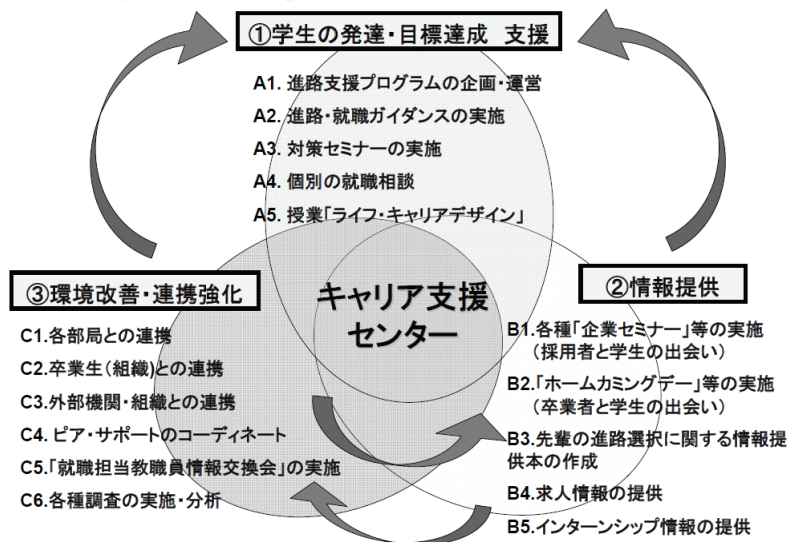 ①学生の発達・目標達成　支援
A1. 進路支援プログラムの企画・運営
A2. 進路・就職ガイダンスの実施
A3. 対策セミナーの実施
A4. 個別の就職相談
A5. 授業「ライフ・キャリアデザイン」
キャリア支援
センター
③環境改善・連携強化
C1.各部局との連携
C2.卒業生(組織)との連携
C3.外部機関・組織との連携
C4. ピア・サポートのコーディネート
C5.「就職担当教職員情報交換会」の実施
C6.各種調査の実施・分析
②情報提供
B1.各種「企業セミナー」等の実施
（採用者と学生の出会い）
B2.「ホームカミングデー」等の実施
（卒業者と学生の出会い）
B3.先輩の進路選択に関する情報提
供本の作成
B4.求人情報の提供
B5.インターンシップ情報の提供